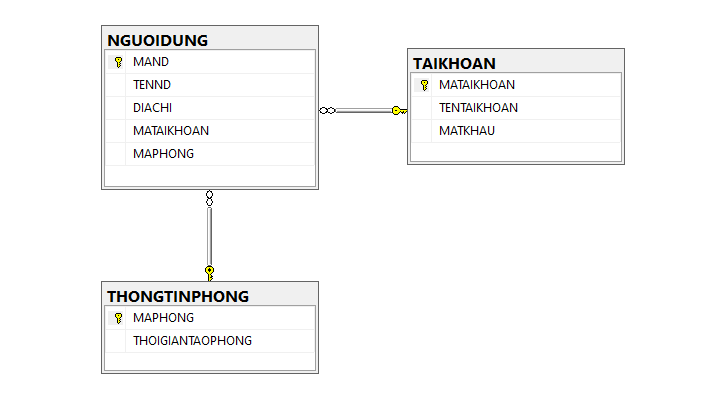 NGUOIDUNG
MAND
TENND
DIACHI
MATAIKHOAN
MAPHONG
TAIKHOAN
MATAIKHOAN
TENTAIKHOAN
MATKHAU
THONGTINPHONG
MAPHONG
THOIGIANTAOPHONG